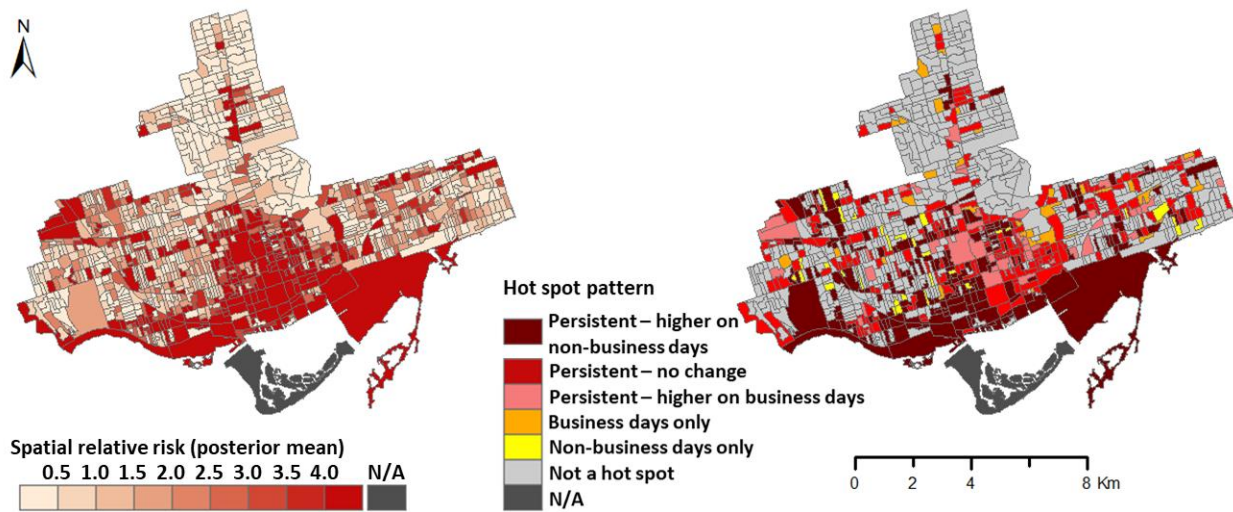 N
Hot spot pattern
Persistent – higher on
non-business days
Persistent – no change
Persistent – higher on business days
Business days only
Non-business days only
Not a hot spot
N/A
Spatial relative risk (posterior mean)
0.5 1.0 1.5 2.0 2.5 3.0 3.5 4.0 N/A
0 2 4 8 Km